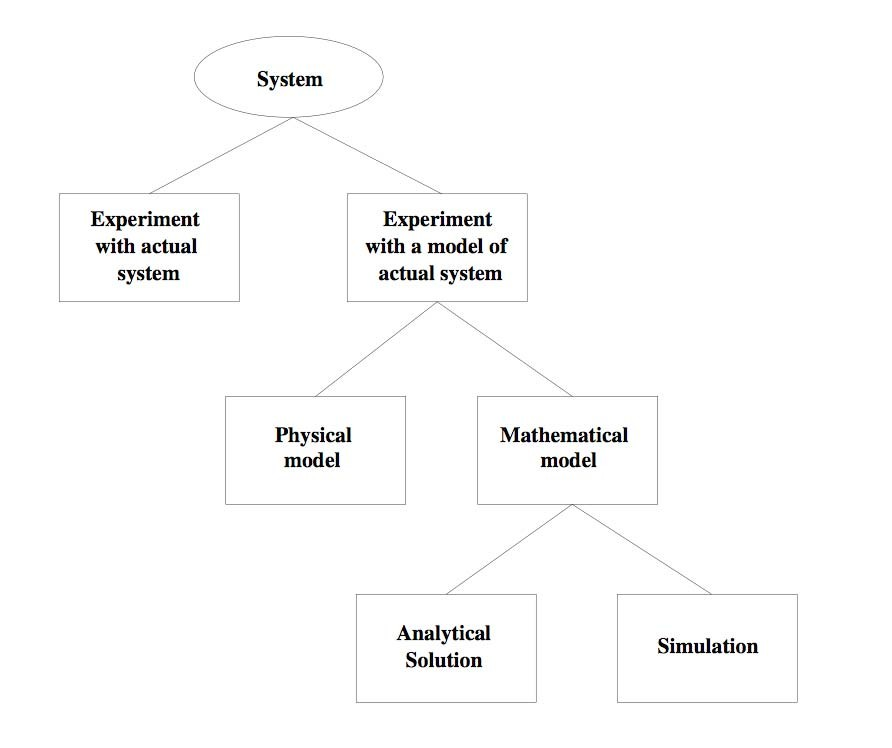 System
Experiment
with actual
system
Experiment
with a model of
actual system
Physical
model
Mathematical
model
Analytical
Solution
Simulation